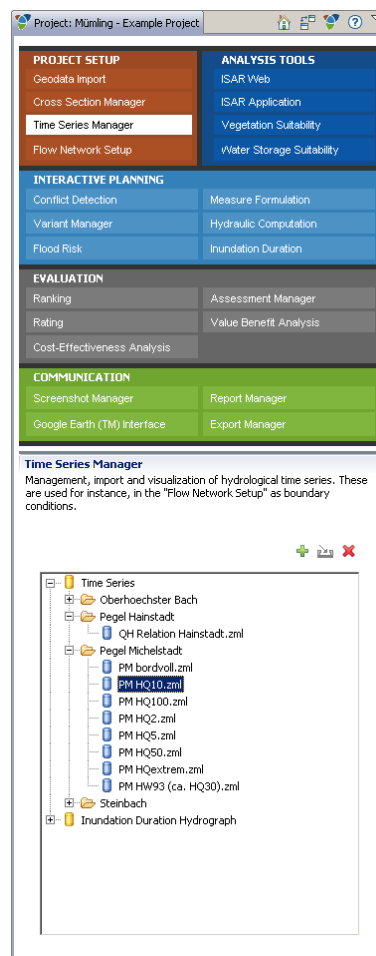 Project: Mümling - Example Project
PROJECT SETUP
Geodata Import
Cross Section Manager
Time Series Manager
Flow Network Setup
ANALYSIS TOOLS
ISAR Web
ISAR Application
Vegetation Suitability
Water Storage Suitability
INTERACTIVE PLANNING
Conflict Detection
Measure Formulation
Variant Manager
Hydraulic Computation
Flood Risk
Inundation Duration
EVALUATION
Ranking
Assessment Manager
Rating
Value Benefit Analysis
Cost-Effectiveness Analysis
COMMUNICATION
Screenshot Manager
Report Manager
Google Earth (TM) Interface
Export Manager
Time Series Manager
Management, import and visualization of hydrological time series. These
are used for instance, in the "Flow Network Setup" as boundary
conditions.
Time Series
Oberhoechster Bach
Pegel Hainstadt
QH Relation Hainstadt.zml
Pegel Michelstadt
PM bordvoll.zml
PM HQ10.zml
PM HQ100.zml
PM HQ2.zml
PM HQ5.zml
PM HQ50.zml
PM HQextrem.zml
PM HW93 (ca. HQ30).zml
Steinbach
Inundation Duration Hydrograph